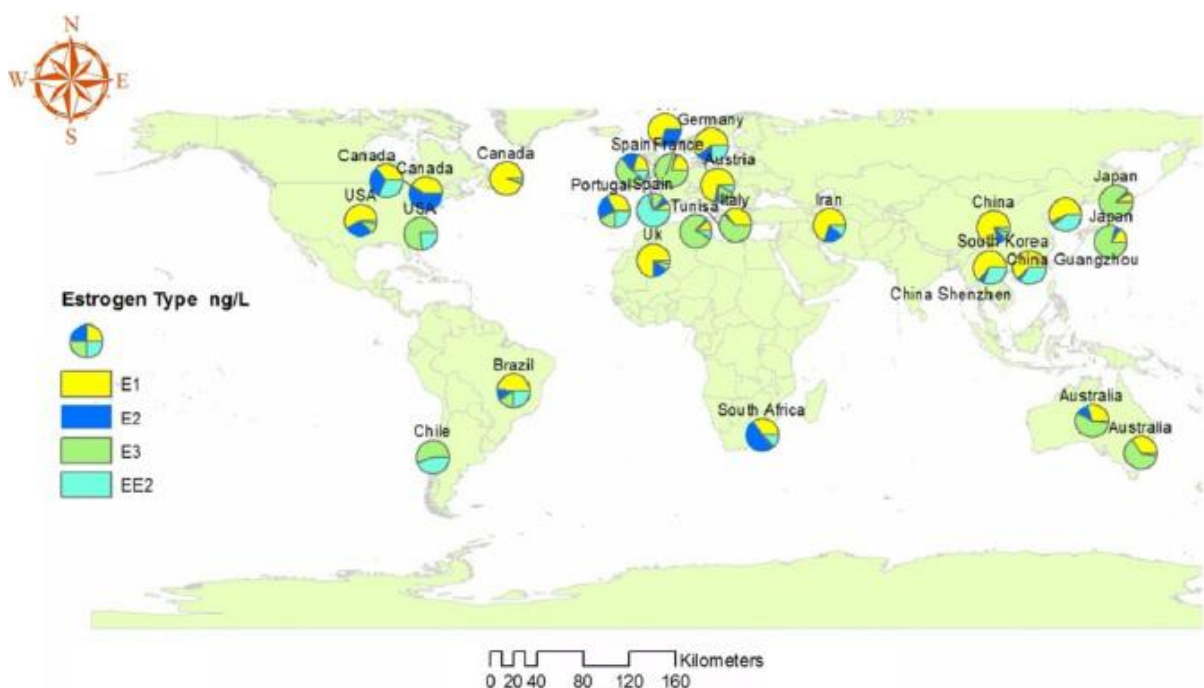 N
W E
S
Germany
Canada
Canada
Canada
Spain
France
Austria
USA
USA
Portugal
Spain
Tunisa
Italy
Uk
Iran
China
Japan
Japan
South Korea
China Guangzhou
China Shenzhen
Estrogen Type ng/L
E1
E2
E3
EE2
Brazil
Chile
South Africa
Australia
Australia
Kilometers
0 20 40 80 120 160